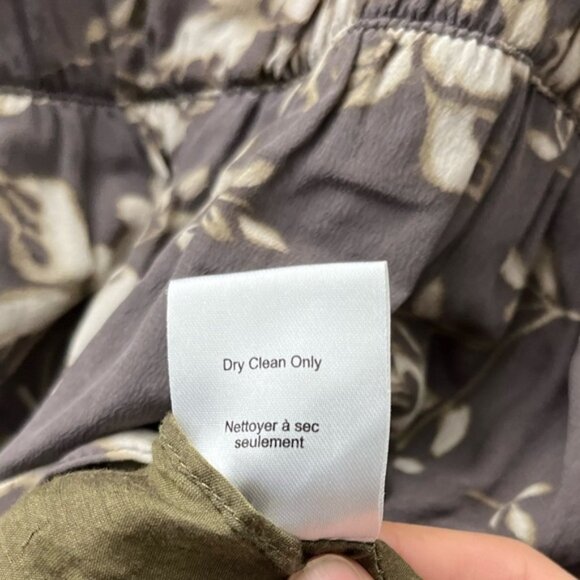 Dry Clean Only
Nettoyer à sec
seulement